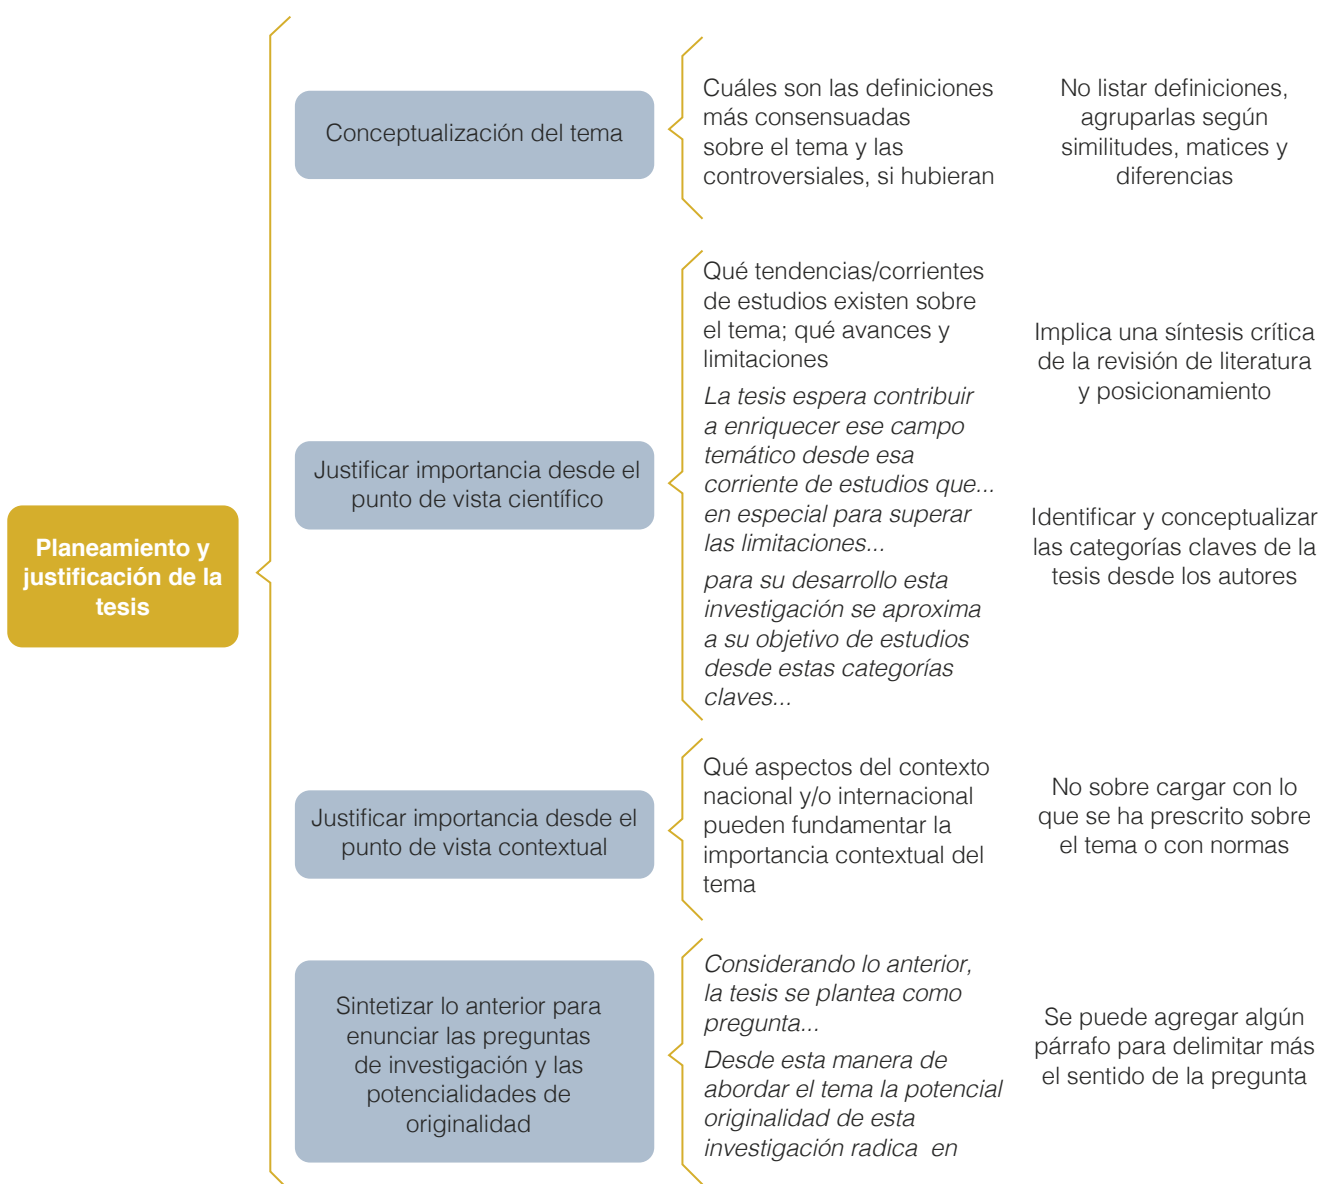 Planeamiento y
justificación de la
tesis
Conceptualización del tema
Cuáles son las definiciones
más consensuadas
sobre el tema y las
controversiales, si hubieran
No listar definiciones,
agruparlas según
similitudes, matices y
diferencias
Justificar importancia desde el
punto de vista científico
Qué tendencias/corrientes
de estudios existen sobre
el tema; qué avances y
limitaciones
La tesis espera contribuir
a enriquecer ese campo
temático desde esa
corriente de estudios que...
en especial para superar
las limitaciones...
para su desarrollo esta
investigación se aproxima
a su objetivo de estudios
desde estas categorías
claves...
Implica una síntesis crítica
de la revisión de literatura
y posicionamiento
Identificar y conceptualizar
las categorías claves de la
tesis desde los autores
Justificar importancia desde el
punto de vista contextual
Qué aspectos del contexto
nacional y/o internacional
pueden fundamentar la
importancia contextual del
tema
No sobre cargar con lo
que se ha prescrito sobre
el tema o con normas
Sintetizar lo anterior para
enunciar las preguntas
de investigación y las
potencialidades de
originalidad
Considerando lo anterior,
la tesis se plantea como
pregunta...
Desde esta manera de
abordar el tema la potencial
originalidad de esta
investigación radica  en
Se puede agregar algún
párrafo para delimitar más
el sentido de la pregunta